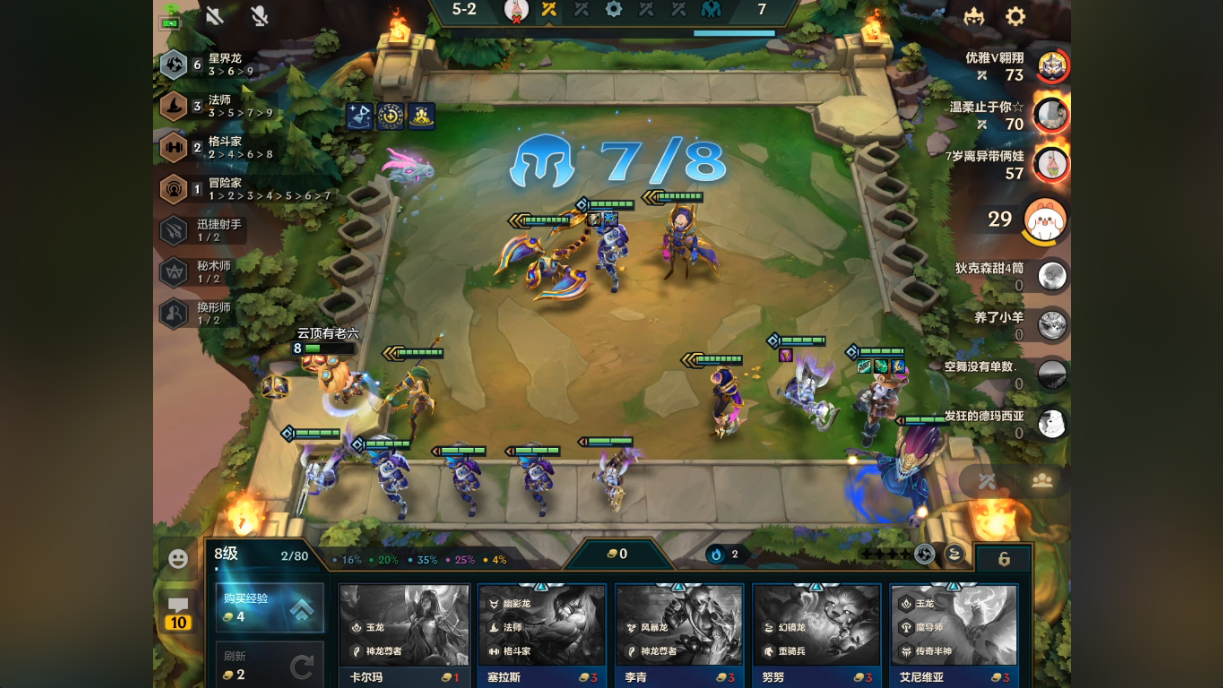 5-2
7
6
星界龙
3 > 6 > 9
3
法师
3 > 5 > 7 > 9
2
格斗家
2 > 4 > 6 > 8
1
冒险家
1 > 2 > 3 > 4 > 5 > 6 > 7
迅捷射手
1 / 2
秘术师
1 / 2
换形师
1 / 2
7/8
优雅V翱翔
73
温柔止于你☆
70
7岁离异带俩娃
57
29
狄克森甜4筒
0
养了小羊
0
空舞没有单数.
0
发狂的德玛西亚
0
云顶有老六
8
10
8级
2/80
16%
20%
35%
25%
4%
0
2
6
购买经验
4
刷新
2
玉龙
神龙尊者
卡尔玛
1
幽影龙
法师
格斗家
塞拉斯
3
风暴龙
神龙尊者
李青
3
幻镜龙
重骑兵
努努
3
玉龙
魔导师
传奇半神
艾尼维亚
3